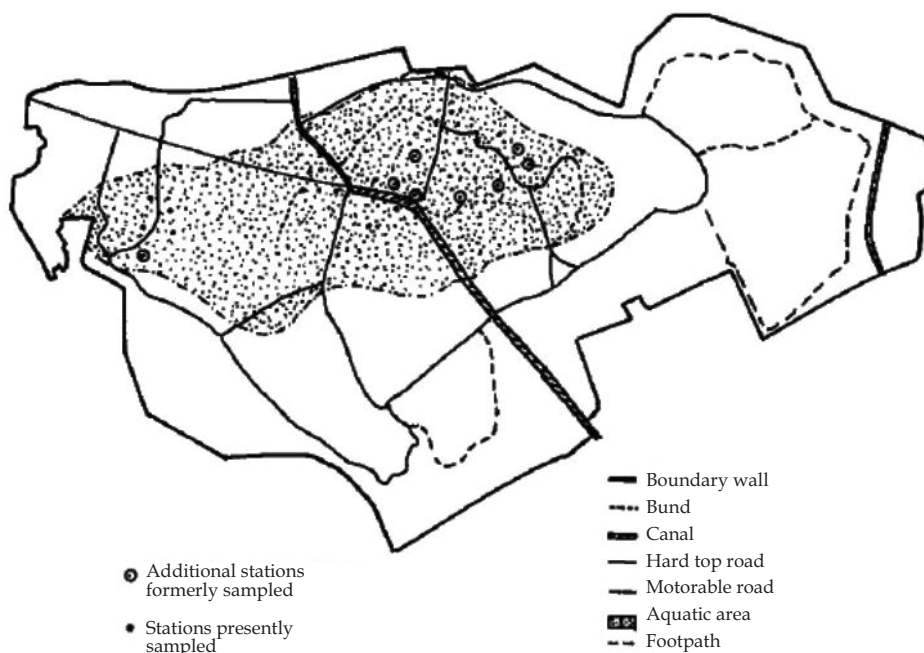 Boundary wall
Bund
Canal
Hard top road
Motorable road
Aquatic area
Footpath
Additional stations
formerly sampled
Stations presently
sampled